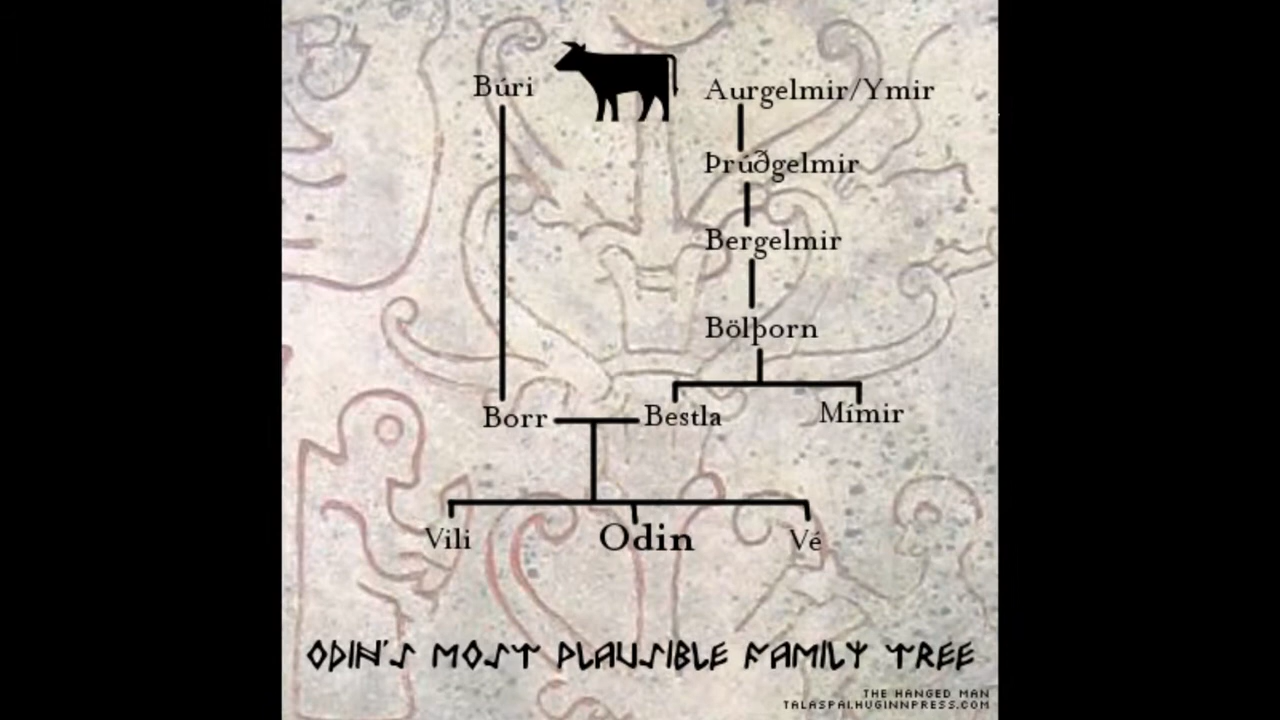 Búri
Aurgelmir/Ymir
Þrúðgelmir
Bergelmir
Bölþorn
Borr
Bestla
Mímir
Vili
Odin
Vé
ODIN'S MOST PLAUSIBLE FAMILY TREE
THE HANGED MAN
TALASPAI.HUGINNPRESS.COM